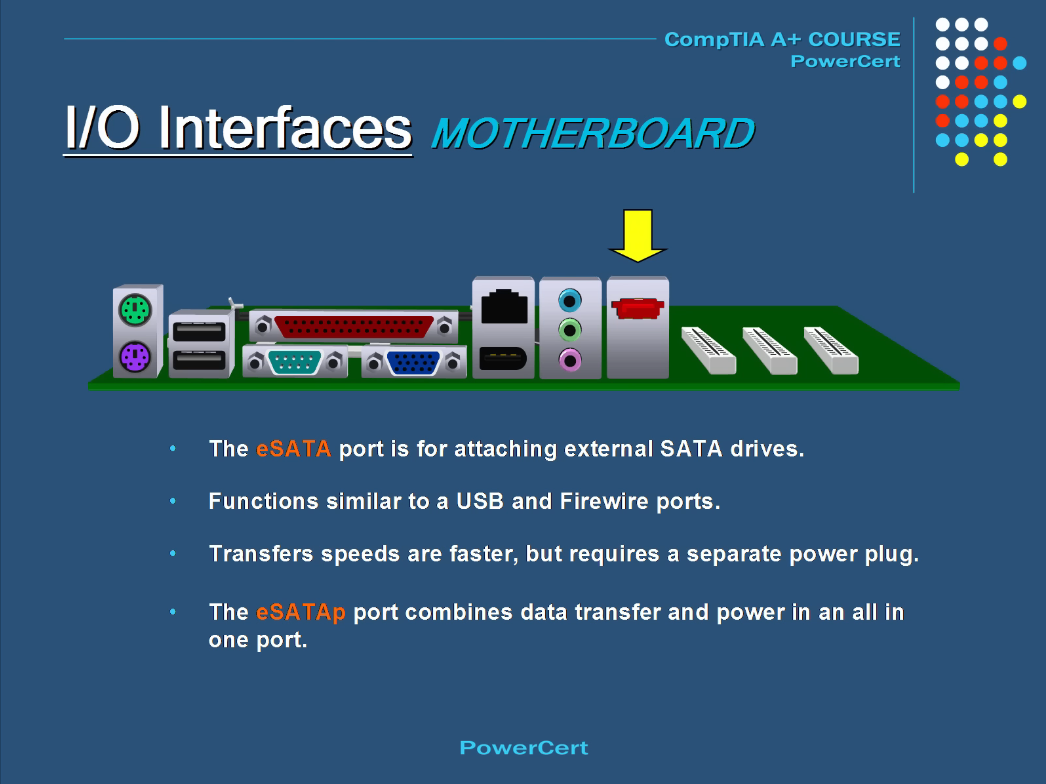 CompTIA A+ COURSE
PowerCert
I/O Interfaces MOTHERBOARD
• The eSATA port is for attaching external SATA drives.
• Functions similar to a USB and Firewire ports.
• Transfers speeds are faster, but requires a separate power plug.
• The eSATAp port combines data transfer and power in an all in
one port.
PowerCert